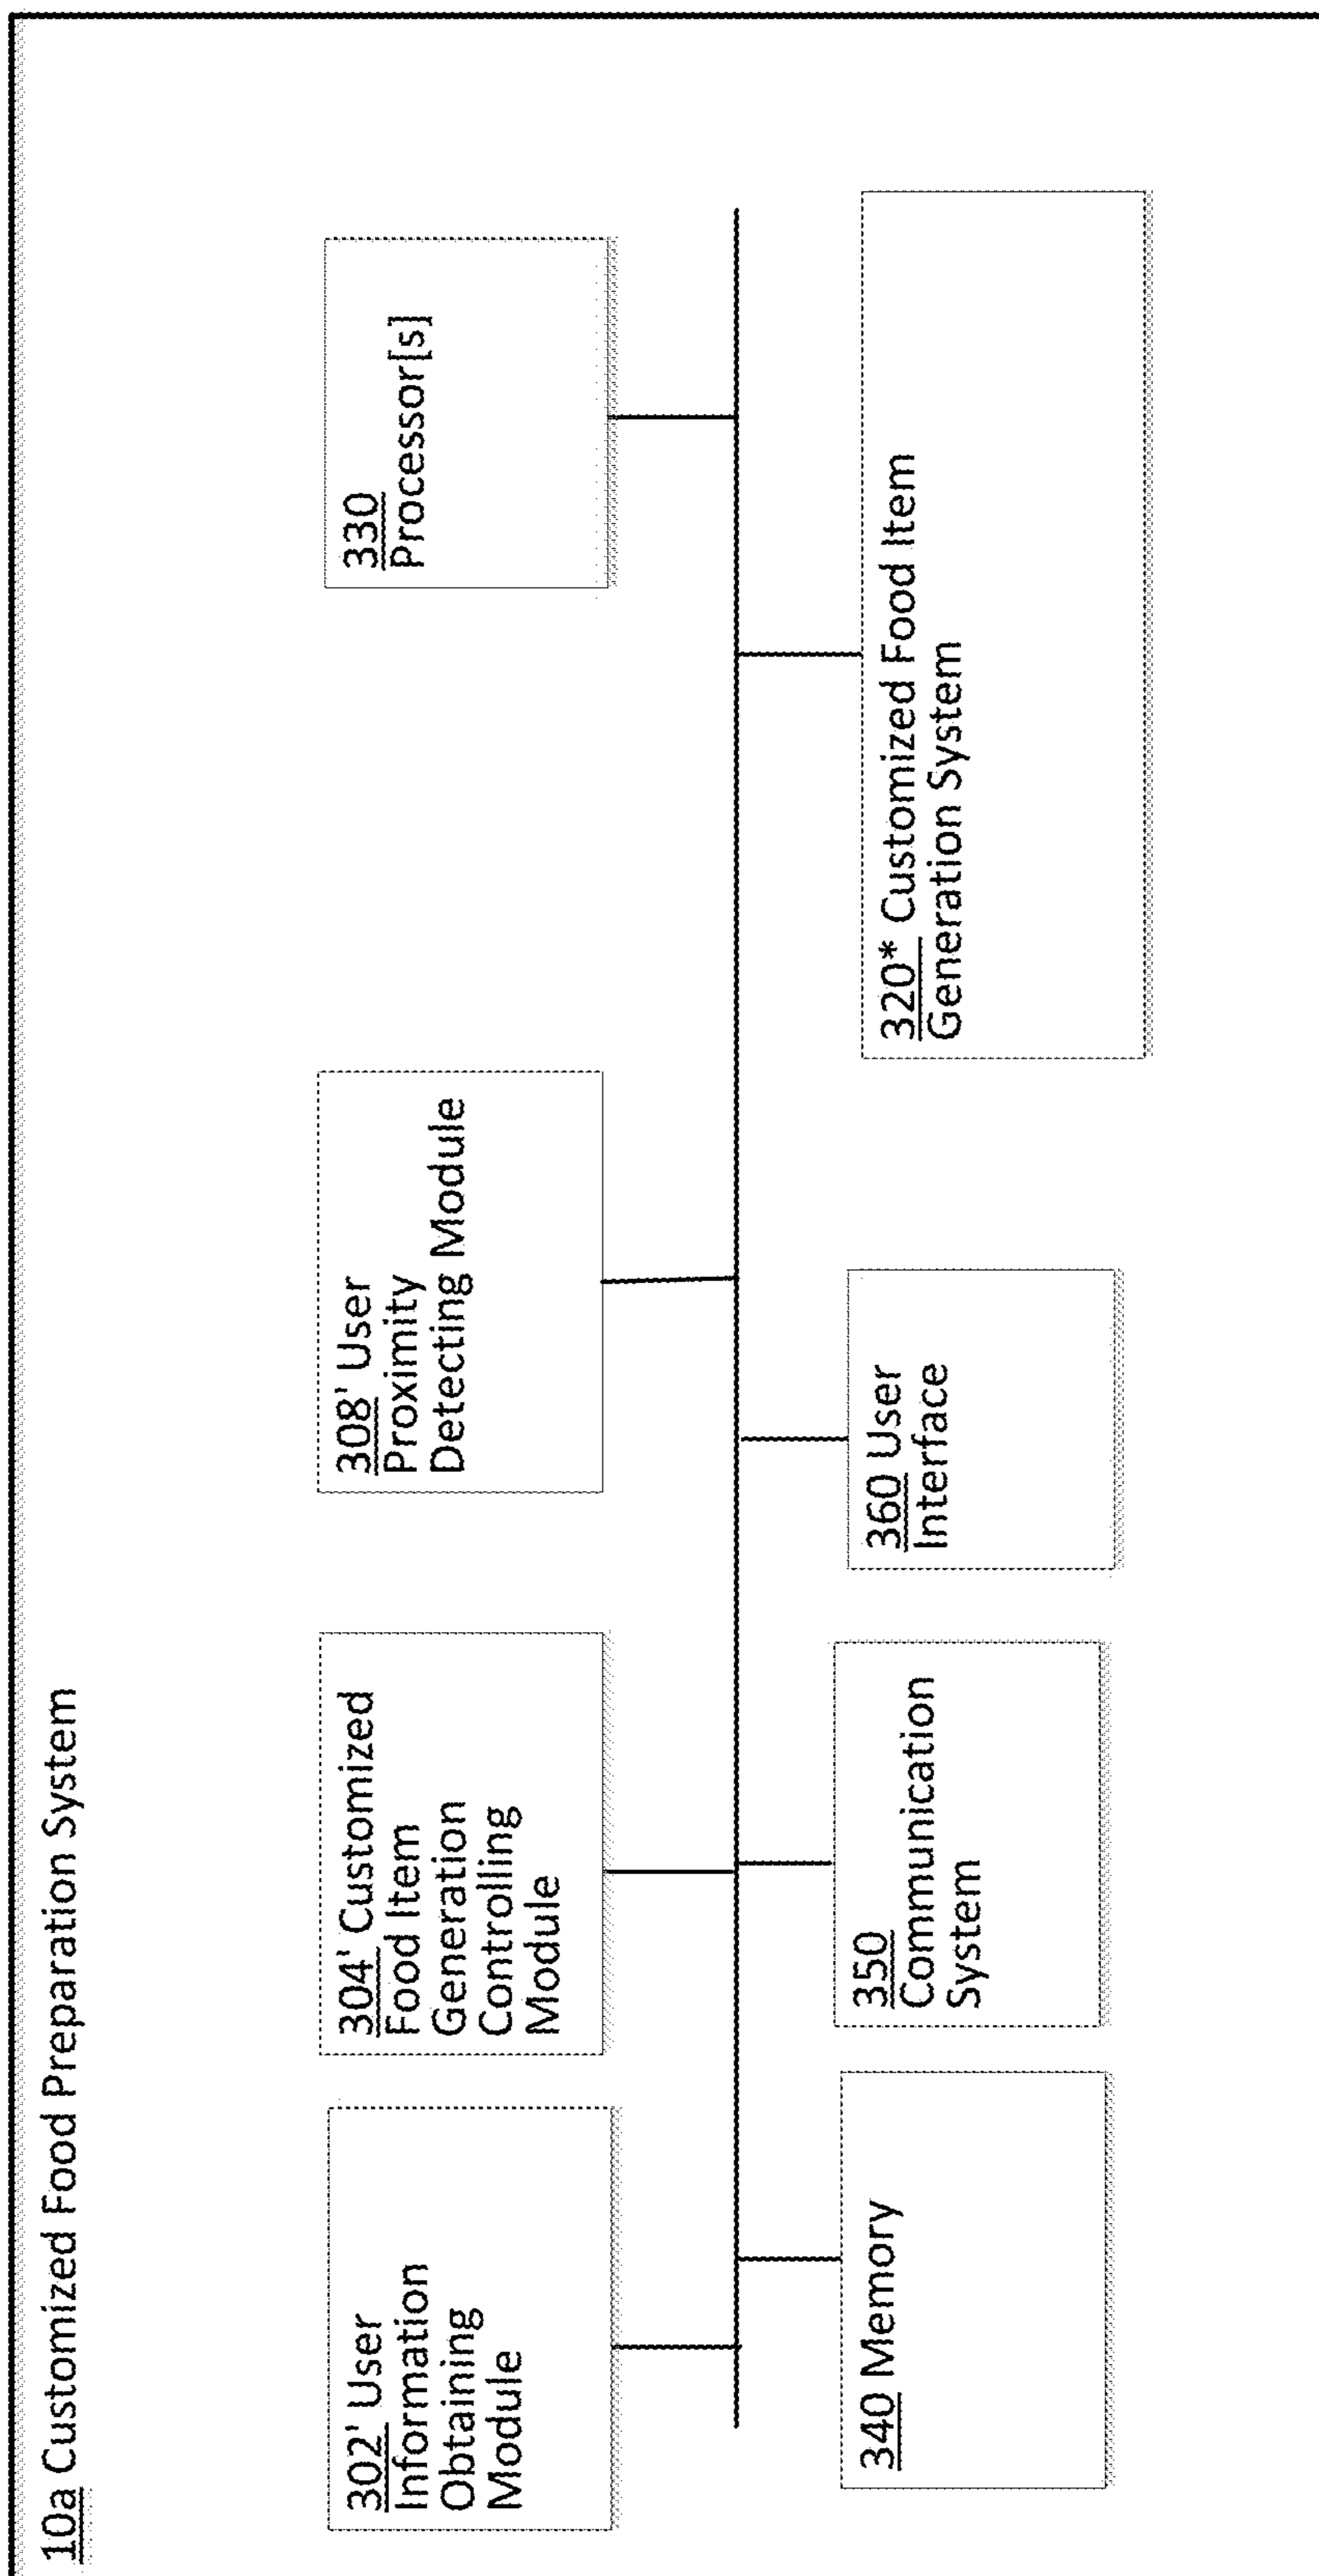 10a Customized Food Preparation System
302' User
Information
Obtaining
Module
304' Customized
Food Item
Generation
Controlling
Module
308' User
Proximity
Detecting Module
330
Processor[s]
340 Memory
350
Communication
System
360 User
Interface
320* Customized Food Item
Generation System